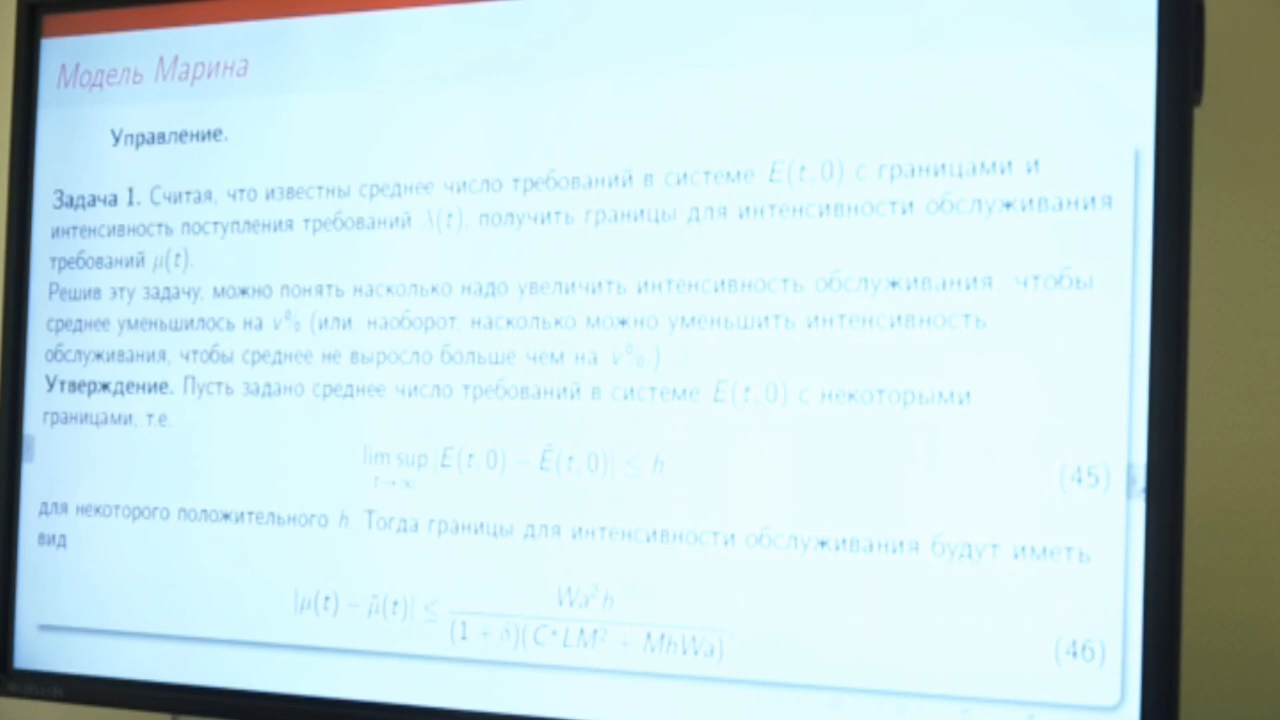 Модель Марина
Управление.
Задача 1. Считая, что известны среднее число требований в системе E(t, 0) с границами и
интенсивность поступления требований λ(t), получить границы для интенсивности обслуживания
требований μ(t).
Решив эту задачу, можно понять насколько надо увеличить интенсивность обслуживания, чтобы
среднее уменьшилось на v% (или, наоборот, насколько можно уменьшить интенсивность
обслуживания, чтобы среднее не выросло больше чем на v%)
Утверждение. Пусть задано среднее число требований в системе E(t, 0) с некоторыми
границами, т.е.
lim sup |E(t, 0) − Ē(t, 0)| ≤ h (45)
t→∞
для некоторого положительного h. Тогда границы для интенсивности обслуживания будут иметь
вид
|μ(t) − μ̄(t)| ≤ Wa²h / (1 + δ)(C*LM² + MhWa) (46)